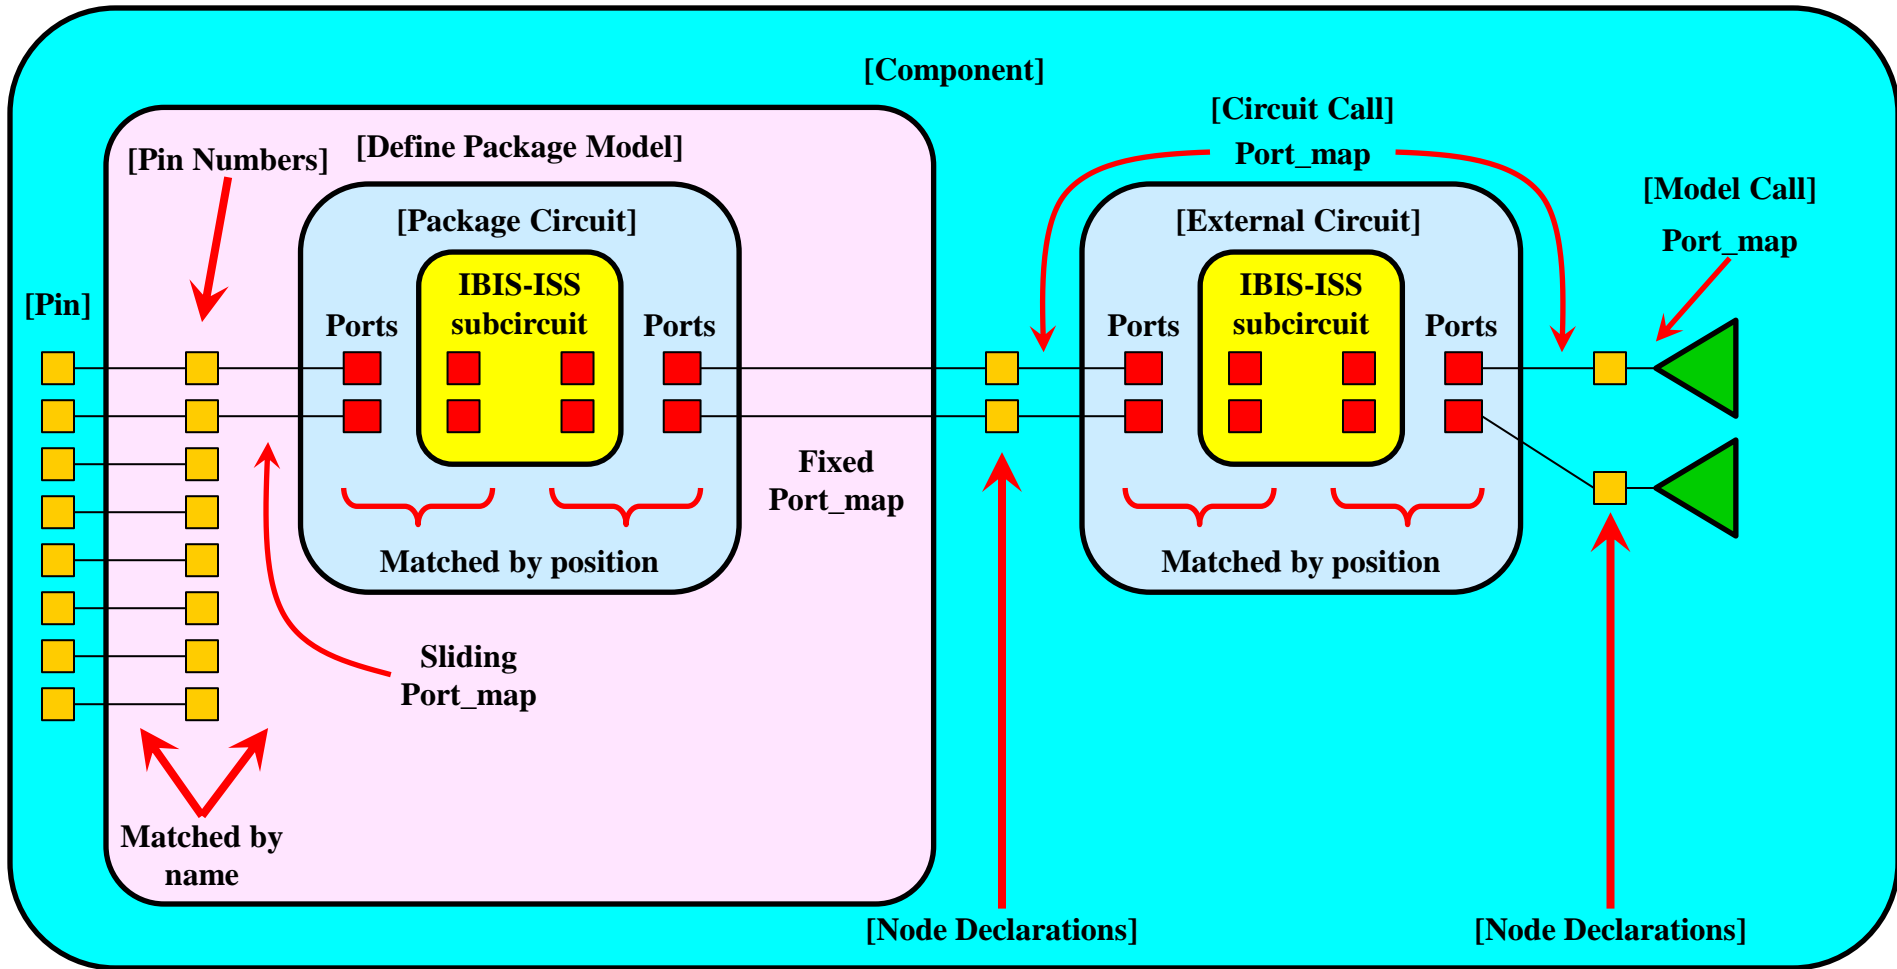 [Component]
[Circuit Call]
Port_map
[Pin Numbers]
[Define Package Model]
[Model Call]
Port_map
[Package Circuit]
[External Circuit]
[Pin]
IBIS-ISS
subcircuit
Ports
Ports
IBIS-ISS
subcircuit
Ports
Ports
Fixed
Port_map
Matched by position
Matched by position
Sliding
Port_map
Matched by
name
[Node Declarations]
[Node Declarations]